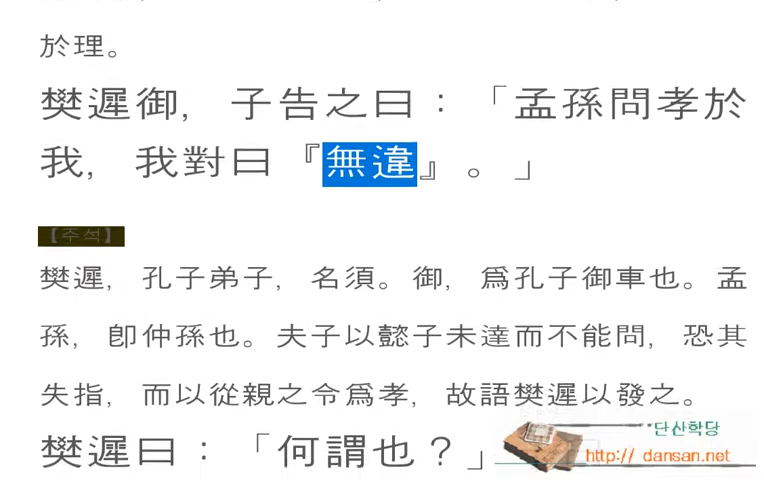 於理。
樊遲御, 子告之曰 : 「孟孫問孝於
我, 我對曰『無違』。」
【주석】
樊遲, 孔子弟子, 名須。御, 爲孔子御車也。孟
孫, 卽仲孫也。夫子以懿子未達而不能問, 恐其
失指, 而以從親之令爲孝, 故語樊遲以發之。
樊遲曰 : 「何謂也？」
단산학당
http:// dansan.net